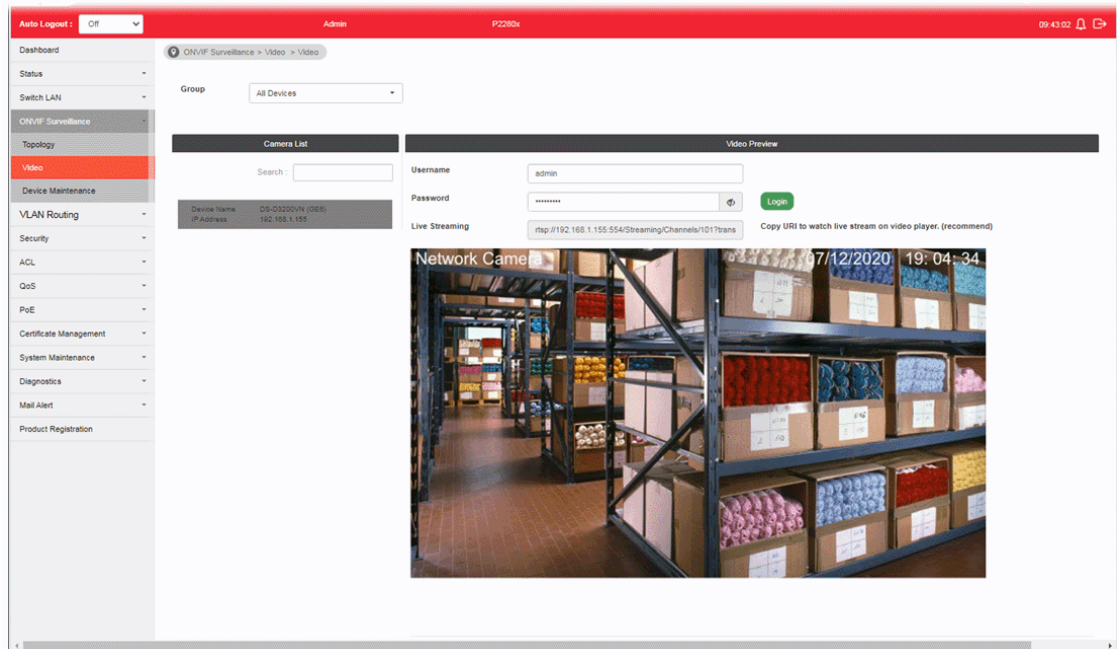 Auto Logout : Off Admin P2280x 09:43:02
Dashboard
Status
Switch LAN
ONVIF Surveillance
Topology
Video
Device Maintenance
VLAN Routing
Security
ACL
QoS
PoE
Certificate Management
System Maintenance
Diagnostics
Mail Alert
Product Registration
ONVIF Surveillance > Video > Video
Group All Devices
Camera List
Search :
Device Name DS-D3200VN (GE6)
IP Address 192.168.1.155
Video Preview
Username admin
Password ••••••••• Login
Live Streaming rtsp://192.168.1.155:554/Streaming/Channels/101?trans Copy URI to watch live stream on video player. (recommend)
Network Camera 07/12/2020 19: 04: 34